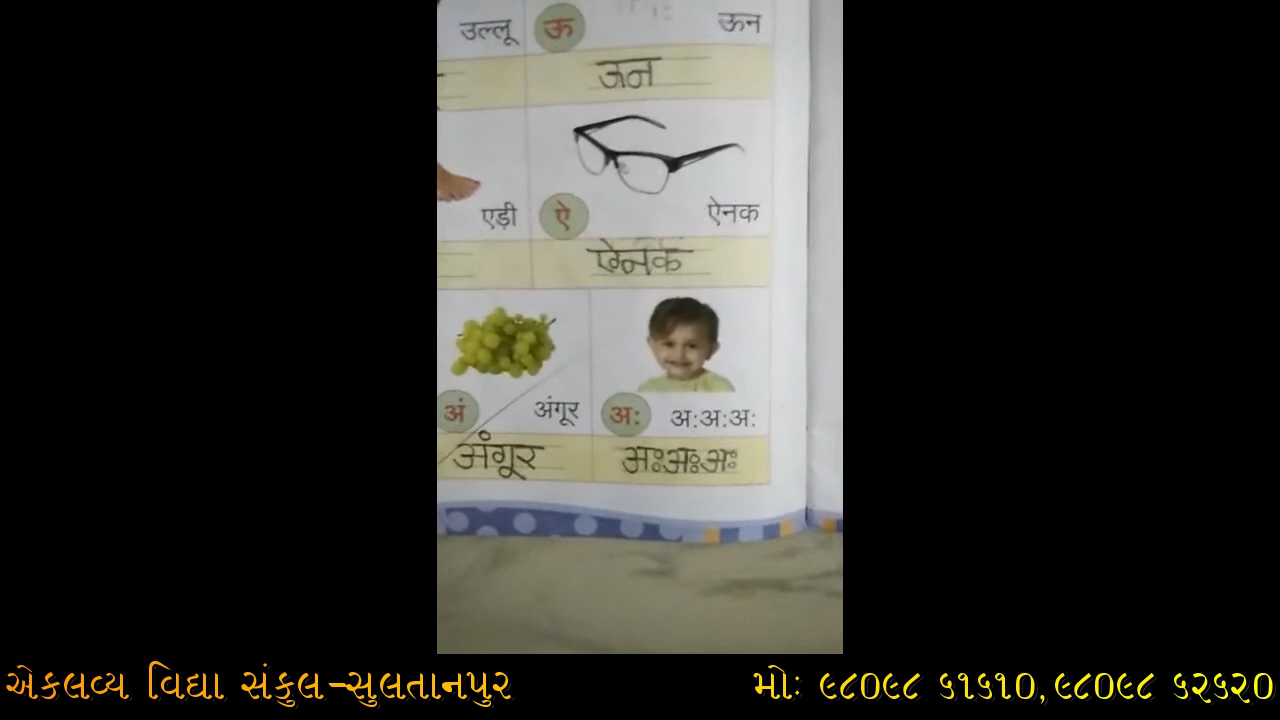 उल्लू ऊ ऊन
ऊन
एड़ी ऐ ऐनक
ऐनक
अं अंगूर अः अःअःअः
अंगूर अःअःअः
એકલવ્ય વિદ્યા સંકુલ-સુલતાનપુર
મોઃ ૯૮૦૯૮ ૬૧૬૧૦,૯૮૦૯૮ ૬૨૬૨૦